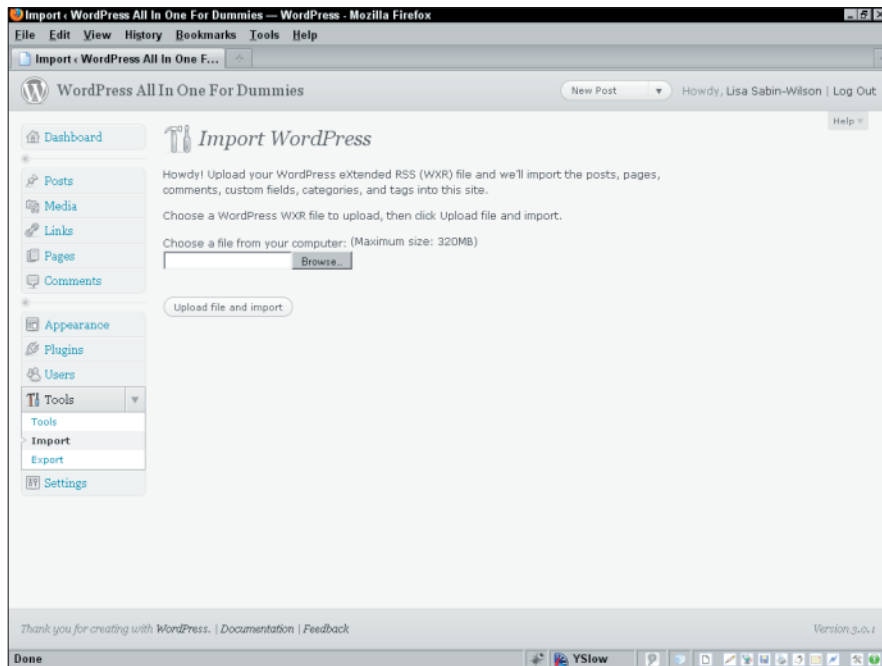 Import ‹ WordPress All In One For Dummies — WordPress - Mozilla Firefox
File Edit View History Bookmarks Tools Help
Import ‹ WordPress All In One F...
WordPress All In One For Dummies
New Post
Howdy, Lisa Sabin-Wilson | Log Out
Help
Dashboard
Posts
Media
Links
Pages
Comments
Appearance
Plugins
Users
Tools
Tools
Import
Export
Settings
Import WordPress
Howdy! Upload your WordPress eXtended RSS (WXR) file and we'll import the posts, pages,
comments, custom fields, categories, and tags into this site.
Choose a WordPress WXR file to upload, then click Upload file and import.
Choose a file from your computer: (Maximum size: 320MB)
Browse...
Upload file and import
Thank you for creating with WordPress. | Documentation | Feedback
Version 3.0.1
Done
YSlow